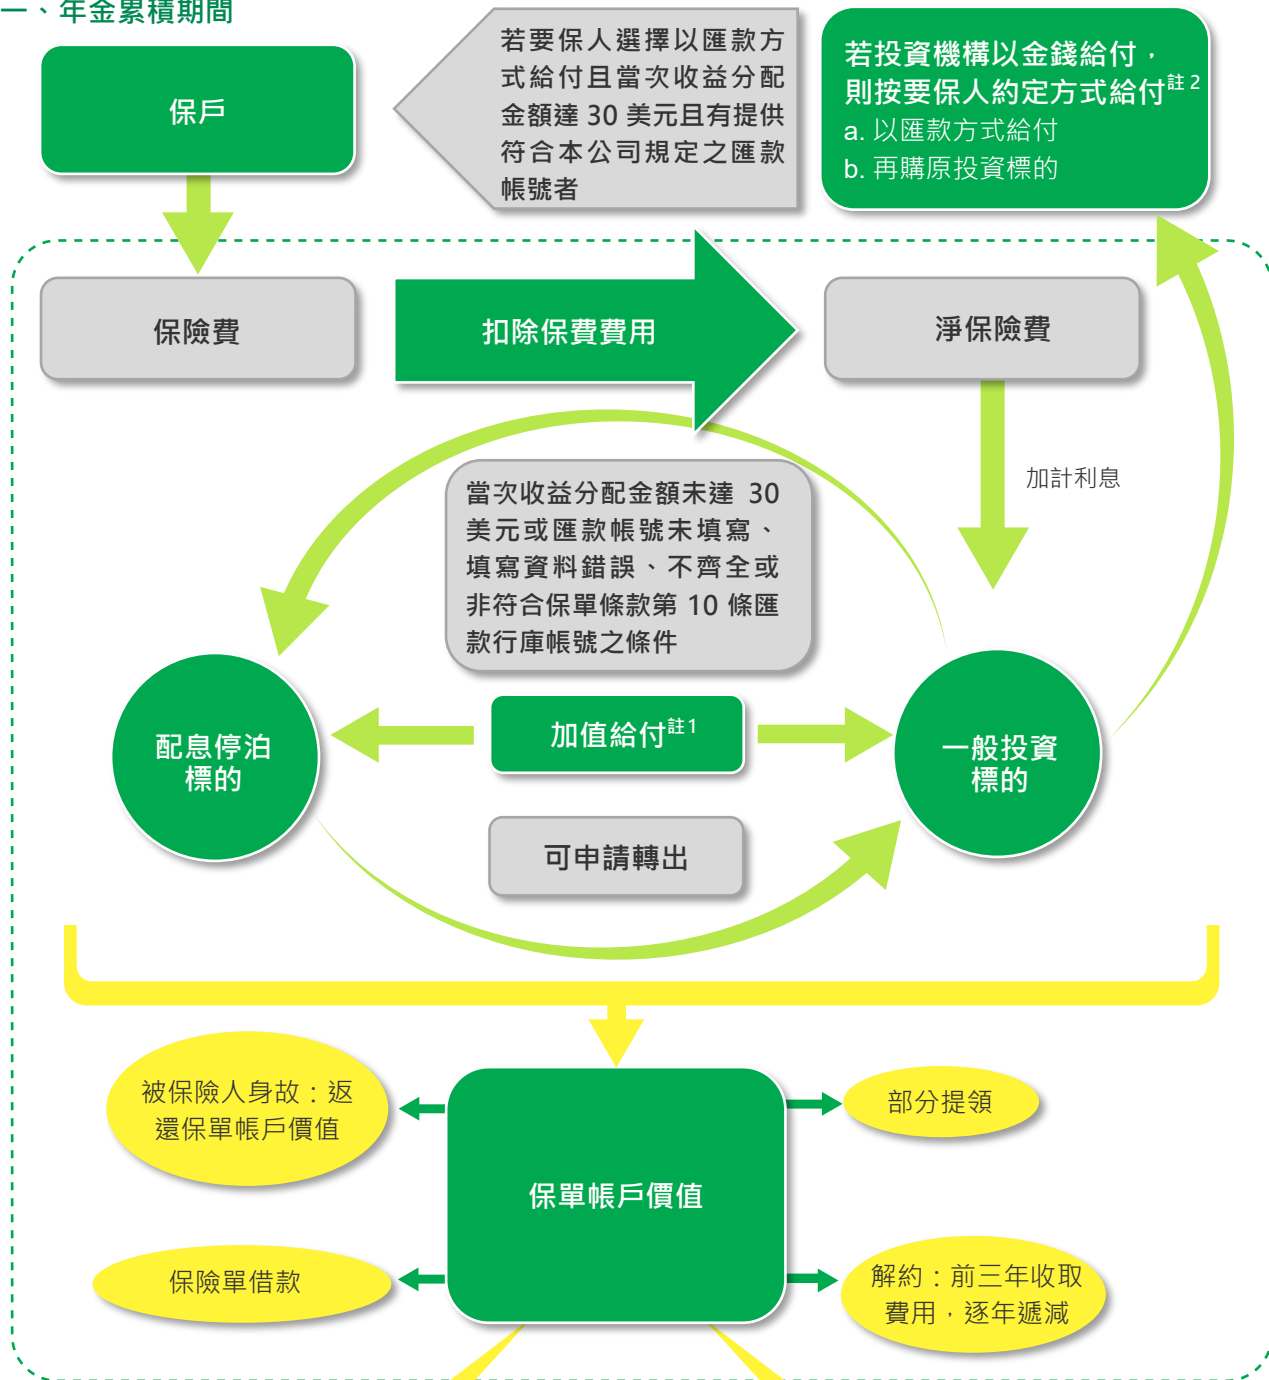 一、年金累積期間
保戶
若要保人選擇以匯款方
式給付且當次收益分配
金額達 30 美元且有提供
符合本公司規定之匯款
帳號者
若投資機構以金錢給付，
則按要保人約定方式給付註2
a. 以匯款方式給付
b. 再購原投資標的
保險費
扣除保費費用
淨保險費
加計利息
當次收益分配金額未達 30
美元或匯款帳號未填寫、
填寫資料錯誤、不齊全或
非符合保單條款第 10 條匯
款行庫帳號之條件
配息停泊
標的
加值給付註1
一般投資
標的
可申請轉出
被保險人身故：返
還保單帳戶價值
部分提領
保單帳戶價值
保險單借款
解約：前三年收取
費用，逐年遞減